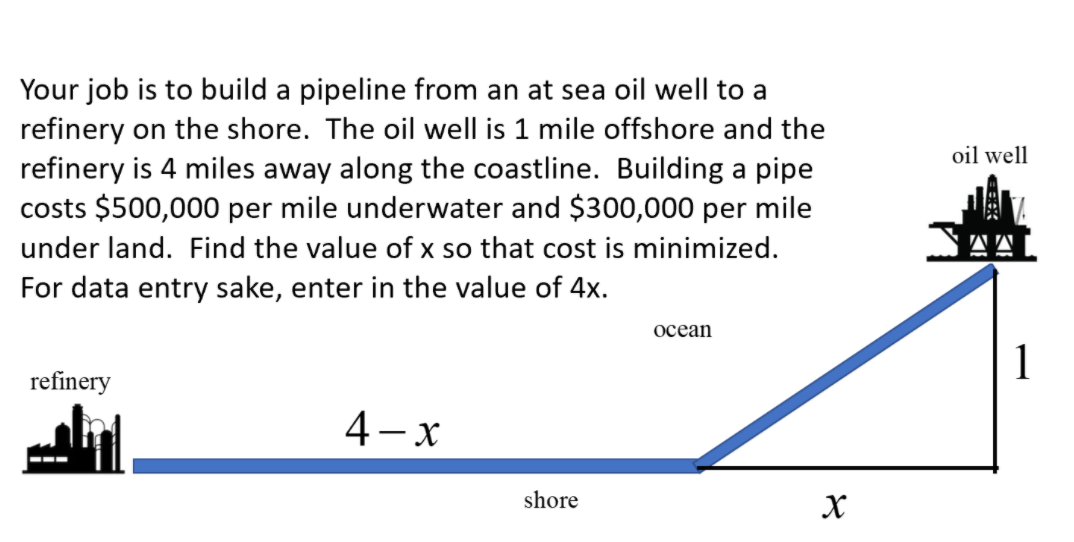 Your job is to build a pipeline from an at sea oil well to a
refinery on the shore.  The oil well is 1 mile offshore and the
refinery is 4 miles away along the coastline.  Building a pipe
costs $500,000 per mile underwater and $300,000 per mile
under land.  Find the value of x so that cost is minimized.
For data entry sake, enter in the value of 4x.
oil well
ocean
1
refinery
4 – x
shore
x